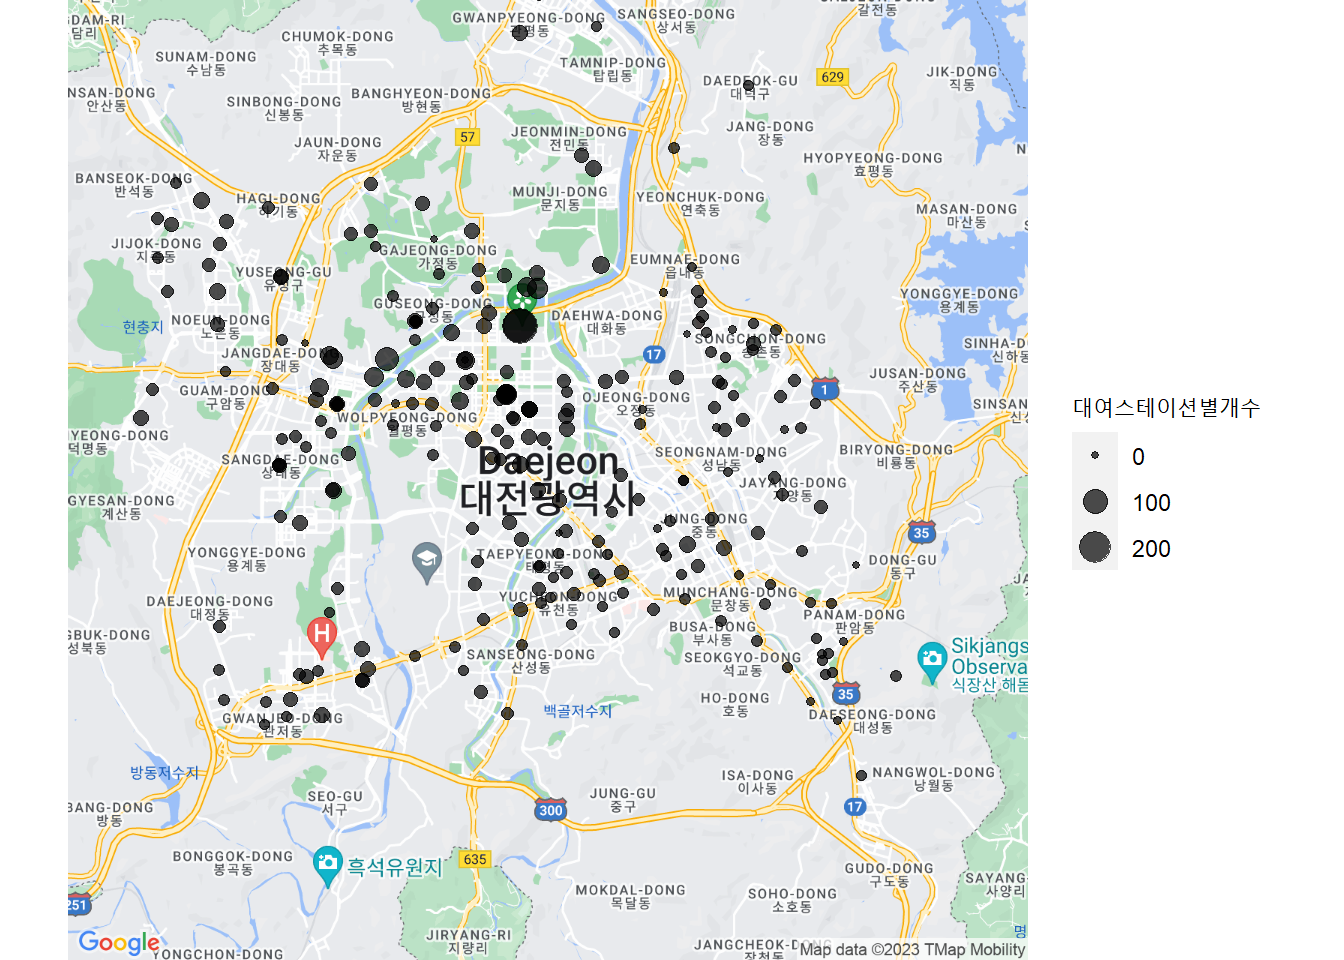 GWANPYEONG-DONG
관평동
SANGSEO-DONG
상서동
갈전동
DAM-RI
담리
CHUMOK-DONG
추목동
SUNAM-DONG
수남동
TAMNIP-DONG
탑립동
DAEDEOK-GU
대덕구
629
JIK-DONG
직동
NSAN-DONG
안산동
SINBONG-DONG
신봉동
BANGHYEON-DONG
방현동
57
JEONMIN-DONG
전민동
JANG-DONG
장동
JAUN-DONG
자운동
HYOPYEONG-DONG
효평동
BANSEOK-DONG
반석동
HAGI-DONG
하기동
MUNJI-DONG
문지동
YEONCHUK-DONG
연축동
MASAN-DONG
마산동
JIJOK-DONG
지족동
GAJEONG-DONG
가정동
EUMNAE-DONG
읍내동
YUSEONG-GU
유성구
YONGGYE-DONG
용계동
현충지
NOEUN-DONG
노은동
GUSEONG-DONG
구성동
DAEHWA-DONG
대화동
SONGCHON-DONG
송촌동
SINHA-D
신하동
JANGDAE-DONG
장대동
17
JUSAN-DONG
주산동
GUAM-DONG
구암동
1
OJEONG-DONG
오정동
SINSAN
신
WOLPYEONG-DONG
월평동
YEONG-DONG
덕명동
SANGDAE-DONG
상대동
Daejeon
대전광역시
SEONGNAM-DONG
성남동
BIRYONG-DONG
비룡동
GYESAN-DONG
계산동
JAYANG-DONG
자양동
JUNG-DONG
중동
35
YONGGYE-DONG
용계동
TAEPYEONG-DONG
태평동
DONG-GU
동구
DAEJEONG-DONG
대정동
YUCHEON-DONG
유천동
MUNCHANG-DONG
문창동
PANAM-DONG
판암동
GBUK-DONG
성북동
H
BUSA-DONG
부사동
SANSEONG-DONG
산성동
SEOKGYO-DONG
석교동
Sikjangs
Observa
식장산 해돋
GWANJEO-DONG
관저동
백골저수지
HO-DONG
호동
35
DAESEONG-DONG
대성동
방동저수지
SEO-GU
서구
ISA-DONG
이사동
NANGWOL-DONG
낭월동
JUNG-GU
중구
BANG-DONG
방동
300
17
BONGGOK-DONG
봉곡동
흑석유원지
635
GUDO-DONG
구도동
MOKDAL-DONG
목달동
SOHO-DONG
소호동
SAYANG-
사양리
251
JIRYANG-RI
지량리
명
Google
YONGCHON-DONG
JANGCHEOK-DONG
장척동
Map data ©2023 TMap Mobility
대여스테이션별개수
0
100
200